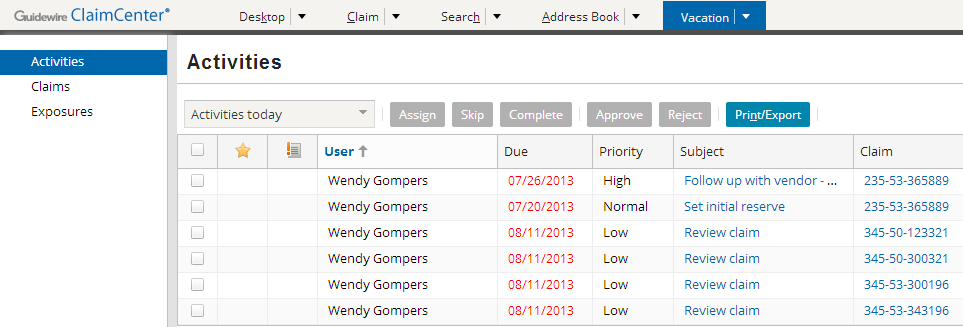 Guidewire ClaimCenter® Desktop Claim Search Address Book Vacation
Activities
Claims
Exposures
Activities
Activities today Assign Skip Complete Approve Reject Print/Export
User ↑ Due Priority Subject Claim
Wendy Gompers 07/26/2013 High Follow up with vendor - ... 235-53-365889
Wendy Gompers 07/20/2013 Normal Set initial reserve 235-53-365889
Wendy Gompers 08/11/2013 Low Review claim 345-50-123321
Wendy Gompers 08/11/2013 Low Review claim 345-50-300321
Wendy Gompers 08/11/2013 Low Review claim 345-53-300196
Wendy Gompers 08/11/2013 Low Review claim 345-53-343196